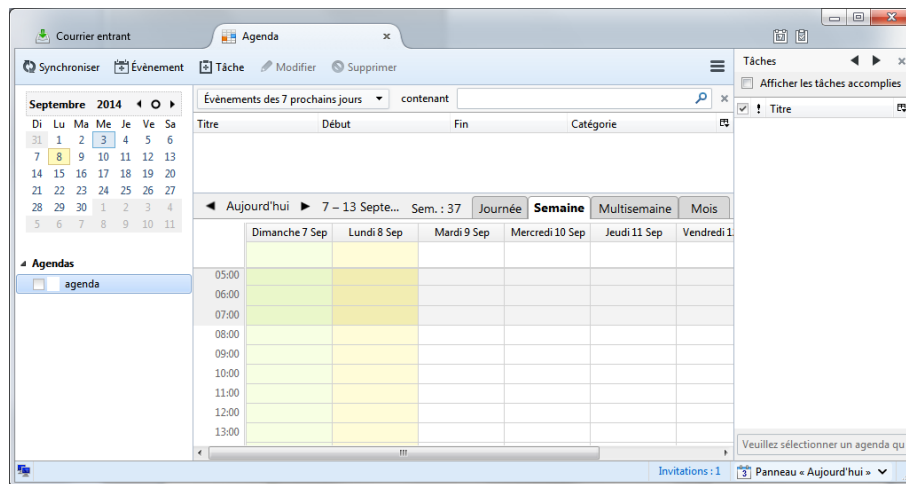 Courrier entrant
Agenda
Synchroniser Évènement Tâche Modifier Supprimer
Septembre 2014
Di Lu Ma Me Je Ve Sa
31 1 2 3 4 5 6
7 8 9 10 11 12 13
14 15 16 17 18 19 20
21 22 23 24 25 26 27
28 29 30 1 2 3 4
5 6 7 8 9 10 11
Agendas
agenda
Évènements des 7 prochains jours contenant
Titre Début Fin Catégorie
Aujourd'hui 7 – 13 Septe... Sem. : 37 Journée Semaine Multisemaine Mois
Dimanche 7 Sep Lundi 8 Sep Mardi 9 Sep Mercredi 10 Sep Jeudi 11 Sep Vendredi 1
05:00
06:00
07:00
08:00
09:00
10:00
11:00
12:00
13:00
Tâches
Afficher les tâches accomplies
! Titre
Veuillez sélectionner un agenda qu
Invitations : 1 3 Panneau « Aujourd'hui »